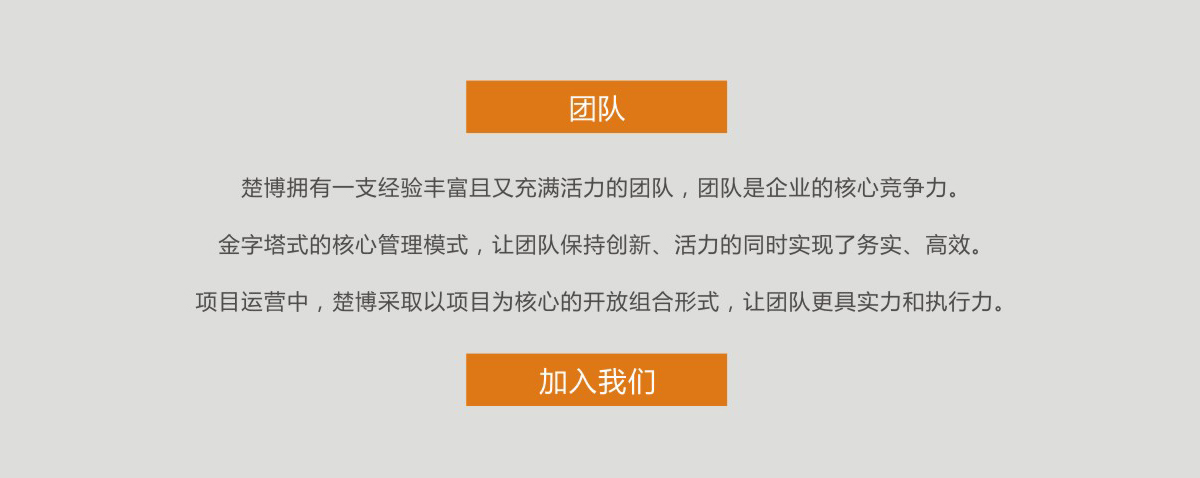 团队
楚博拥有一支经验丰富且又充满活力的团队，团队是企业的核心竞争力。
金字塔式的核心管理模式，让团队保持创新、活力的同时实现了务实、高效。
项目运营中，楚博采取以项目为核心的开放组合形式，让团队更具实力和执行力。
加入我们